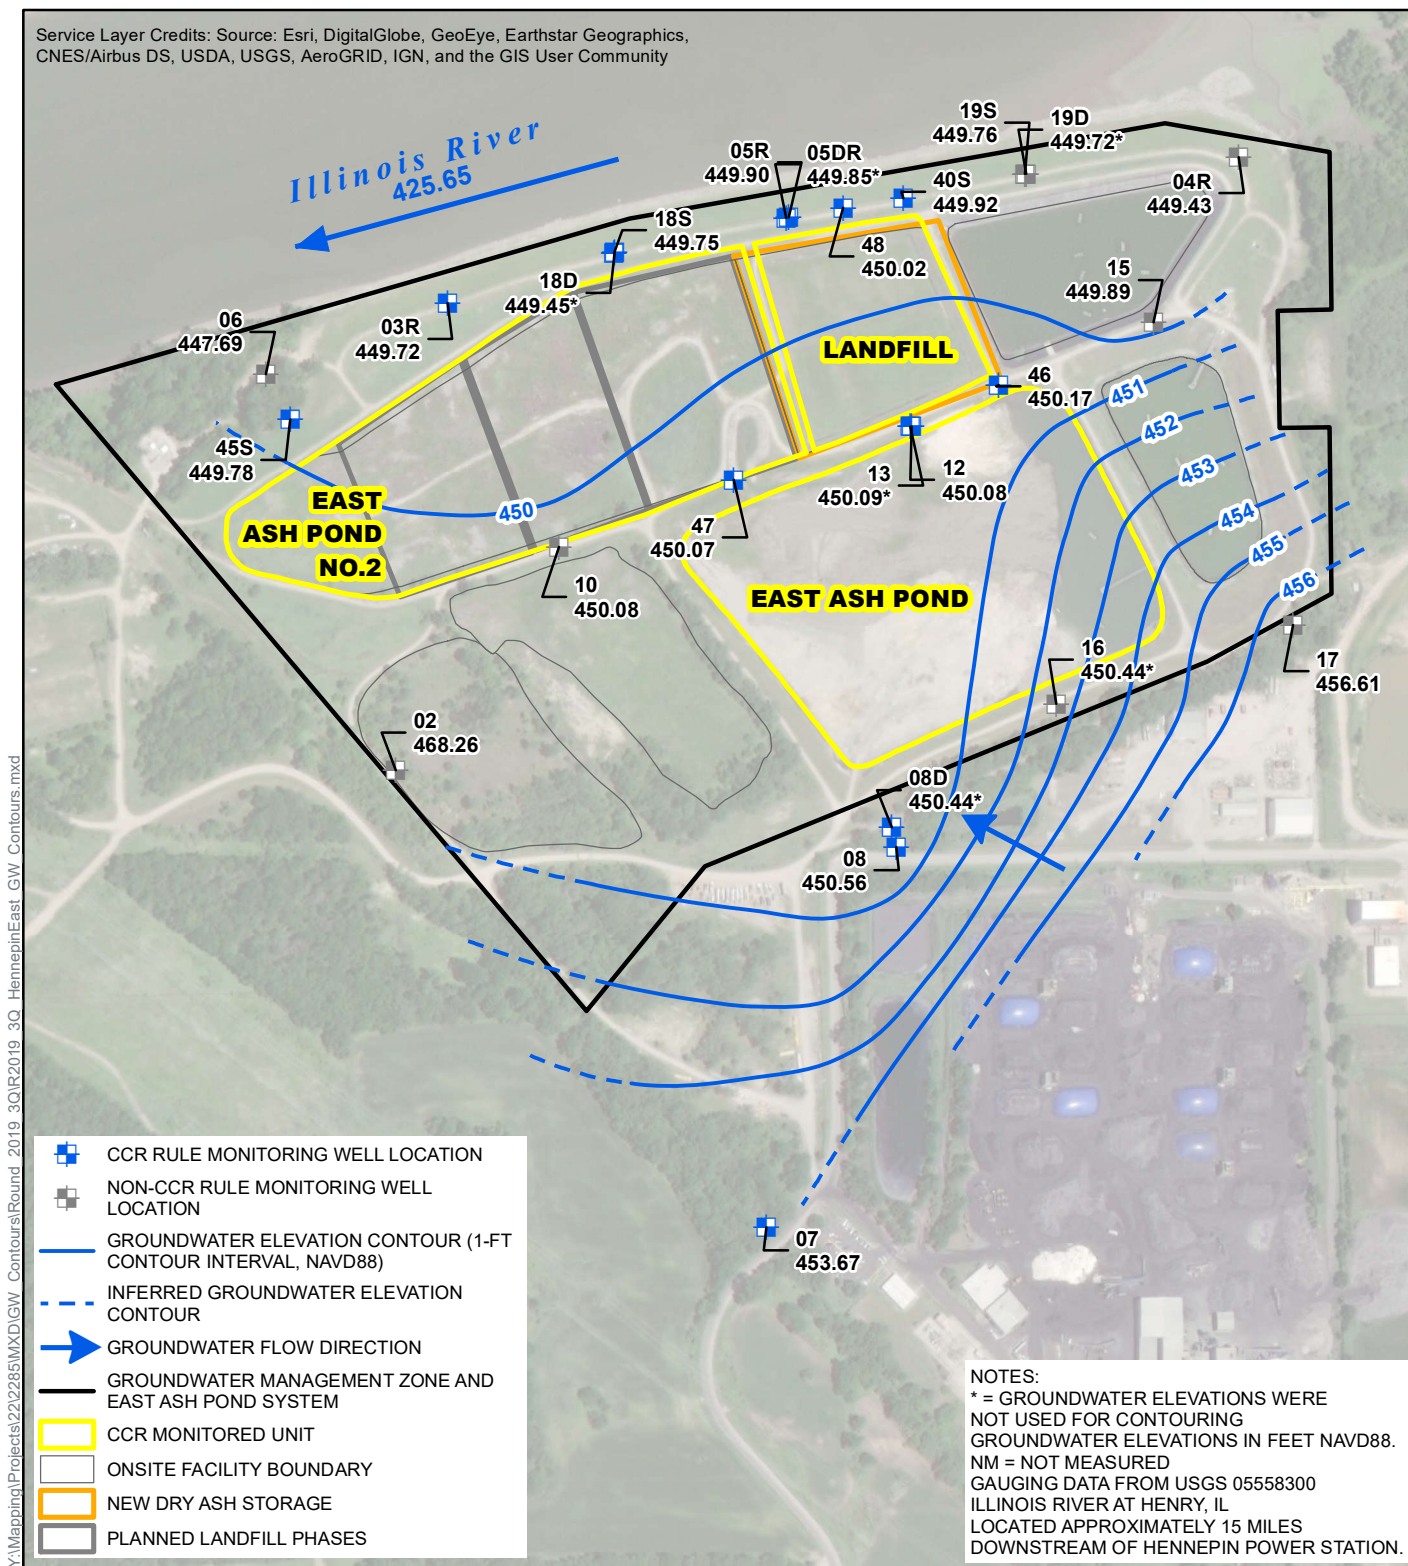 Service Layer Credits: Source: Esri, DigitalGlobe, GeoEye, Earthstar Geographics,
CNES/Airbus DS, USDA, USGS, AeroGRID, IGN, and the GIS User Community
Illinois River
425.65
19S
449.76
19D
449.72*
05R
449.90
05DR
449.85*
40S
449.92
04R
449.43
18S
449.75
48
450.02
18D
449.45*
15
449.89
06
447.69
03R
449.72
LANDFILL
46
450.17
451
452
45S
449.78
453
EAST
ASH POND
NO.2
450
13
450.09*
12
450.08
454
47
450.07
455
10
450.08
EAST ASH POND
456
16
450.44*
17
456.61
02
468.26
08D
450.44*
08
450.56
07
453.67
CCR RULE MONITORING WELL LOCATION
NON-CCR RULE MONITORING WELL
LOCATION
GROUNDWATER ELEVATION CONTOUR (1-FT
CONTOUR INTERVAL, NAVD88)
INFERRED GROUNDWATER ELEVATION
CONTOUR
GROUNDWATER FLOW DIRECTION
GROUNDWATER MANAGEMENT ZONE AND
EAST ASH POND SYSTEM
CCR MONITORED UNIT
ONSITE FACILITY BOUNDARY
NEW DRY ASH STORAGE
PLANNED LANDFILL PHASES
NOTES:
* = GROUNDWATER ELEVATIONS WERE
NOT USED FOR CONTOURING
GROUNDWATER ELEVATIONS IN FEET NAVD88.
NM = NOT MEASURED
GAUGING DATA FROM USGS 05558300
ILLINOIS RIVER AT HENRY, IL
LOCATED APPROXIMATELY 15 MILES
DOWNSTREAM OF HENNEPIN POWER STATION.
Y:\Mapping\Projects\22\2285\MXD\GW_Contours\Round_2019_3Q\R2019_3Q_HennepinEast_GW_Contours.mxd